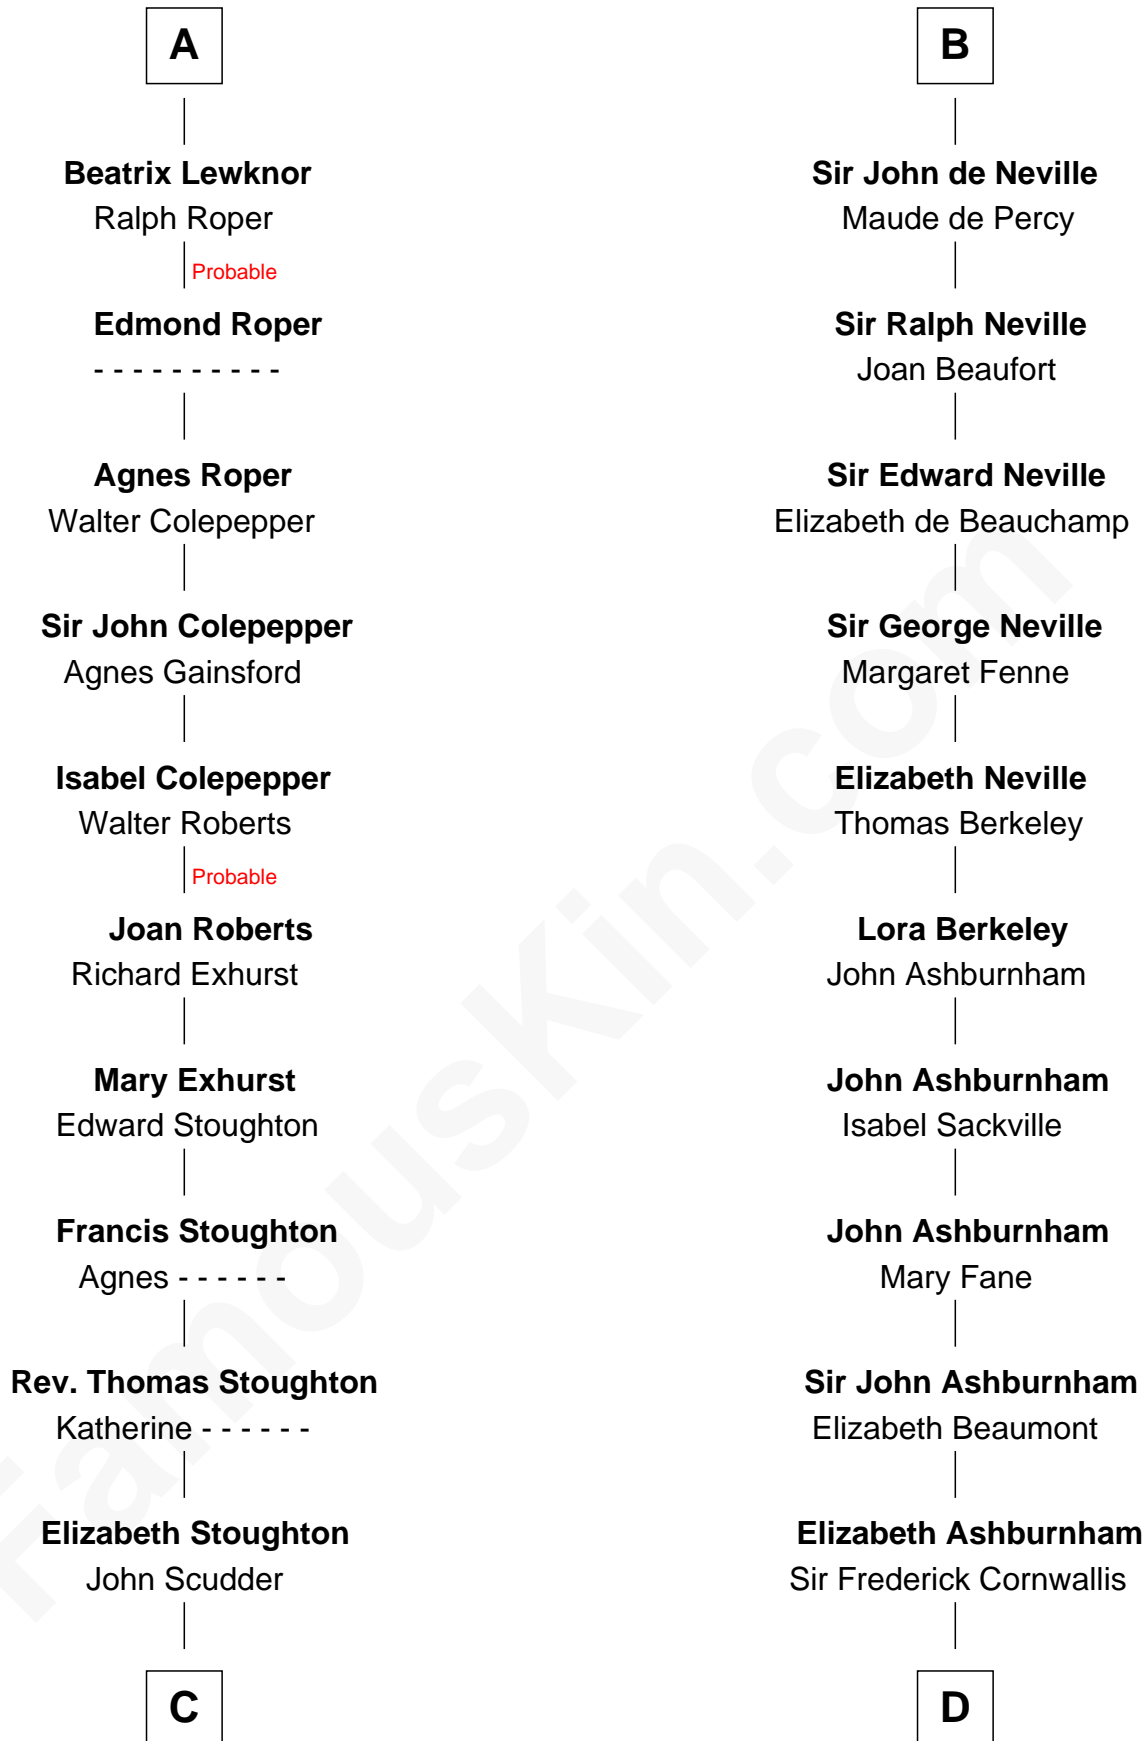 A
Beatrix Lewknor
Ralph Roper
Probable
Edmond Roper
- - - - - - - - - -
Agnes Roper
Walter Colepepper
Sir John Colepepper
Agnes Gainsford
Isabel Colepepper
Walter Roberts
Probable
Joan Roberts
Richard Exhurst
Mary Exhurst
Edward Stoughton
Francis Stoughton
Agnes - - - - - -
Rev. Thomas Stoughton
Katherine - - - - - -
Elizabeth Stoughton
John Scudder
C
B
Sir John de Neville
Maude de Percy
Sir Ralph Neville
Joan Beaufort
Sir Edward Neville
Elizabeth de Beauchamp
Sir George Neville
Margaret Fenne
Elizabeth Neville
Thomas Berkeley
Lora Berkeley
John Ashburnham
John Ashburnham
Isabel Sackville
John Ashburnham
Mary Fane
Sir John Ashburnham
Elizabeth Beaumont
Elizabeth Ashburnham
Sir Frederick Cornwallis
D
FamousKin.com